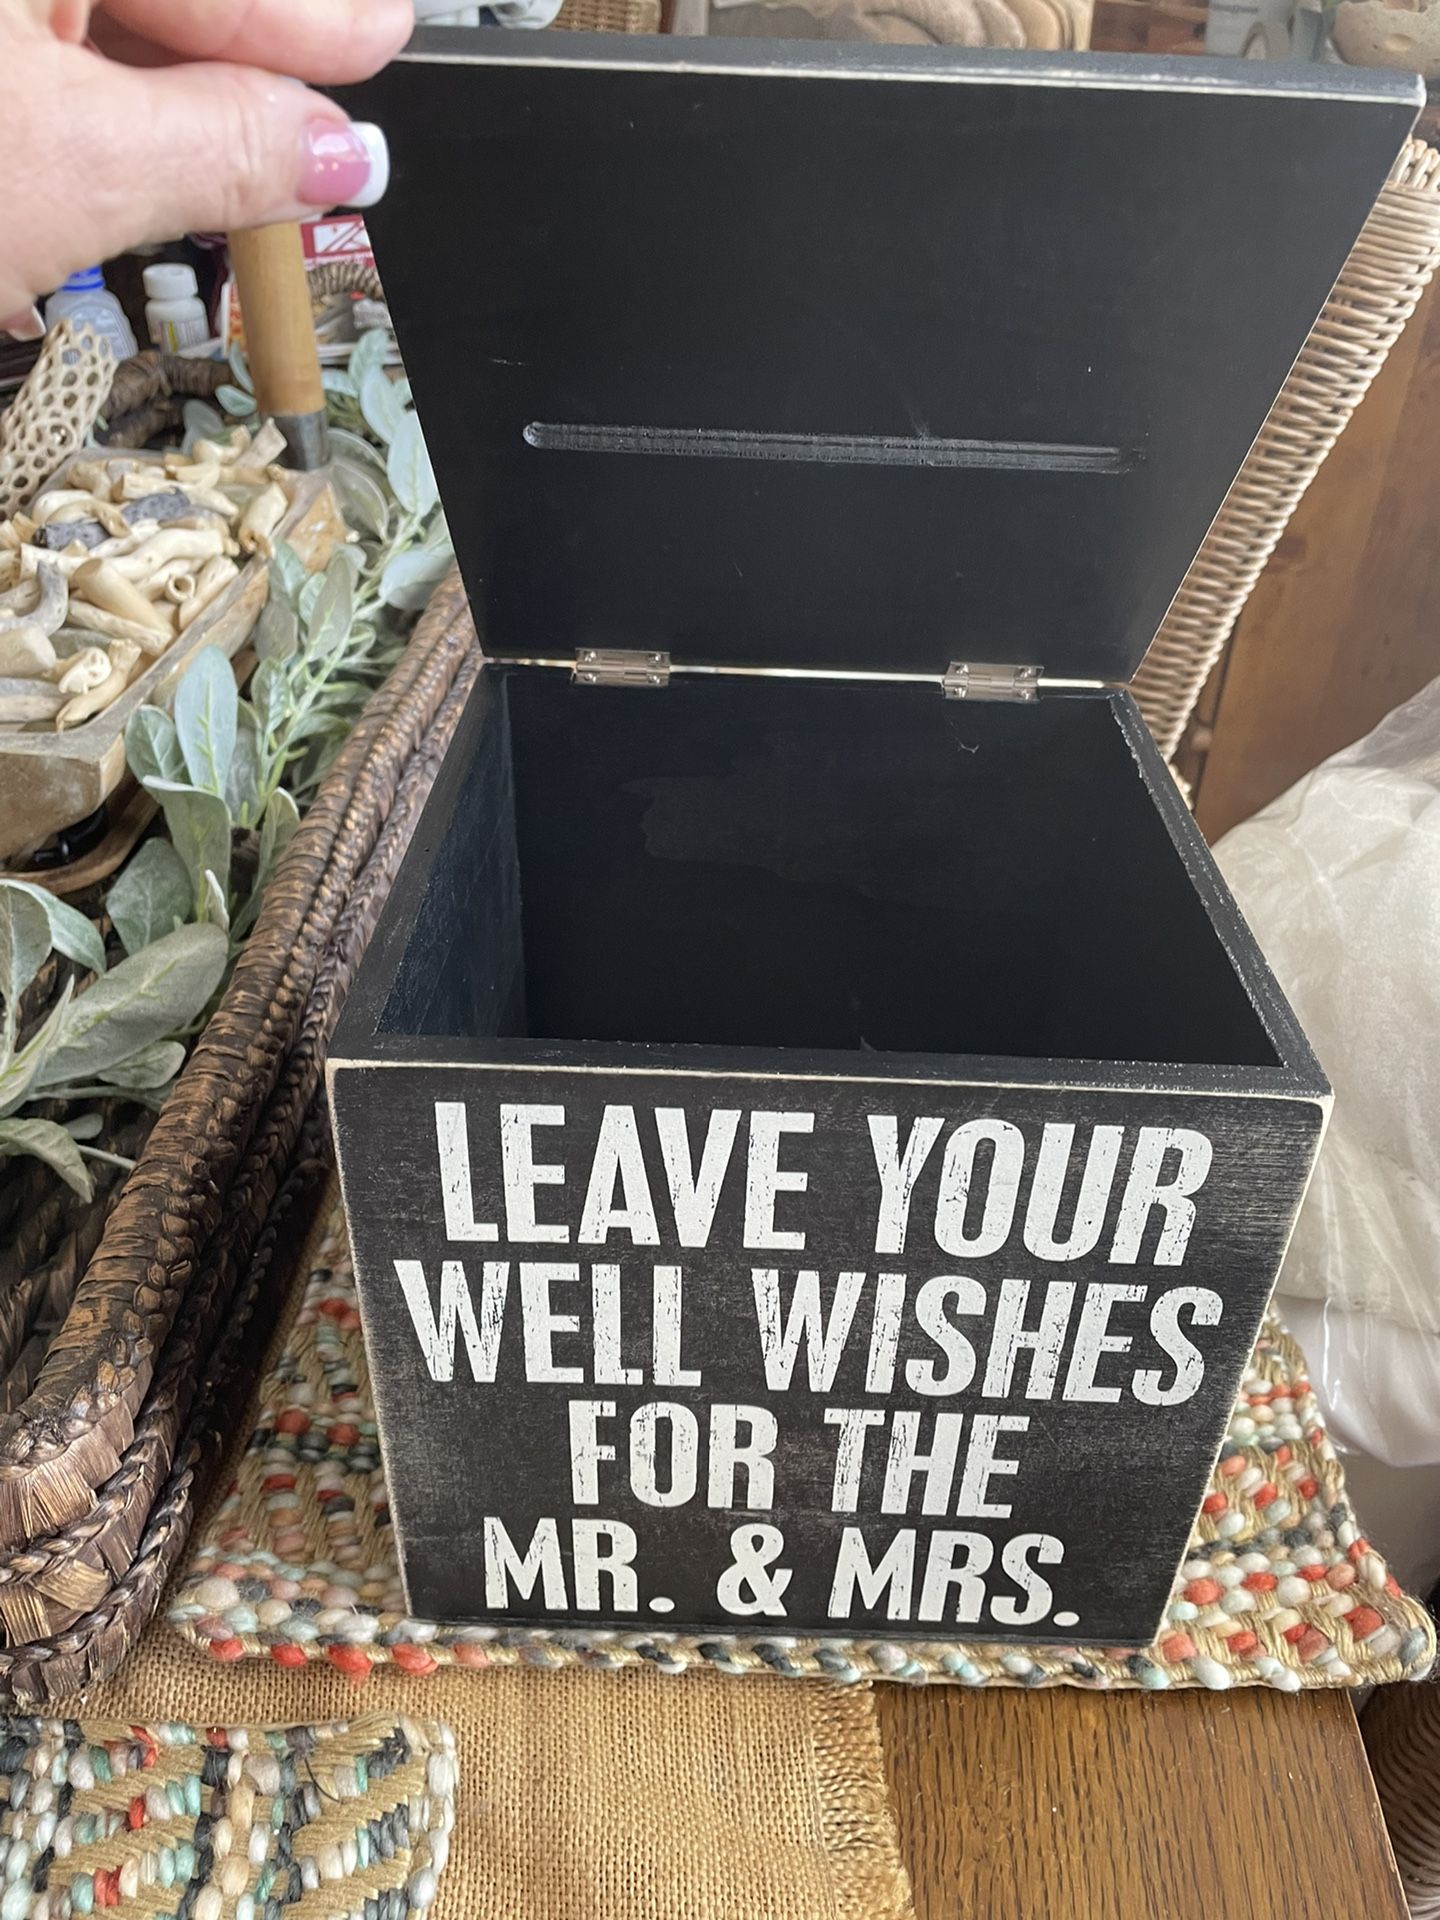 LEAVE YOUR
WELL WISHES
FOR THE
MR. & MRS.